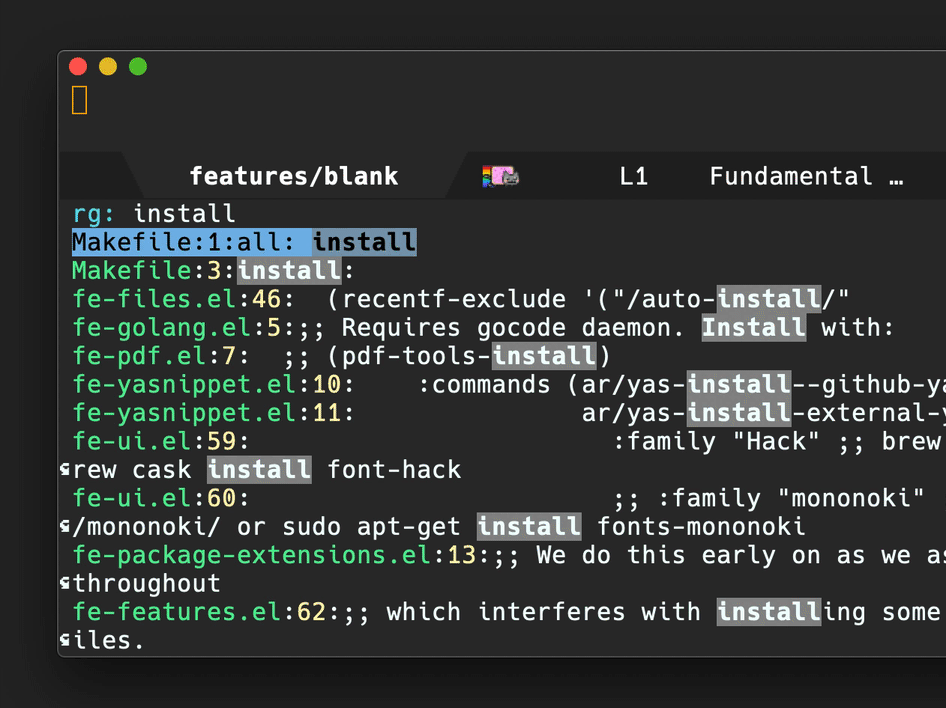 features/blank L1 Fundamental …
rg: install
Makefile:1:all: install
Makefile:3:install:
fe-files.el:46:  (recentf-exclude '("/auto-install/"
fe-golang.el:5:;; Requires gocode daemon. Install with:
fe-pdf.el:7:  ;; (pdf-tools-install)
fe-yasnippet.el:10:    :commands (ar/yas-install--github-ya
fe-yasnippet.el:11:               ar/yas-install-external-y
fe-ui.el:59:                        :family "Hack" ;; brew
rew cask install font-hack
fe-ui.el:60:                        ;; :family "mononoki"
/mononoki/ or sudo apt-get install fonts-mononoki
fe-package-extensions.el:13:;; We do this early on as we as
throughout
fe-features.el:62:;; which interferes with installing some
iles.